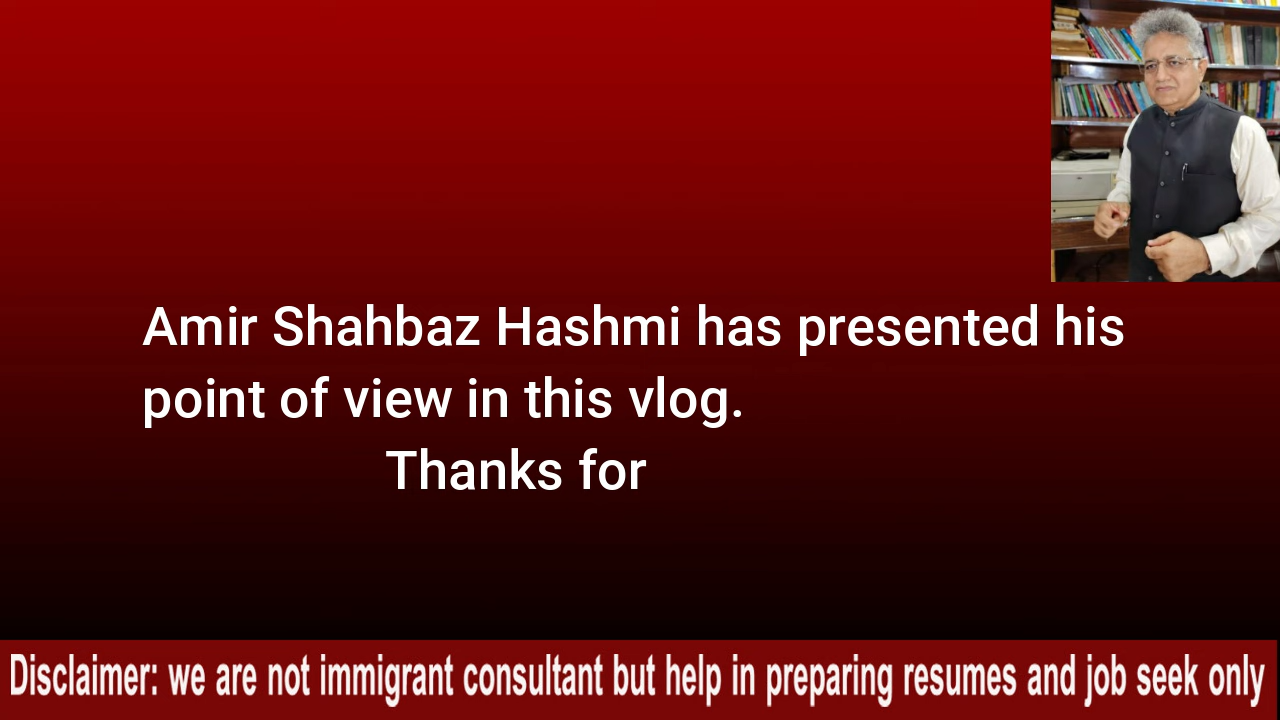 Amir Shahbaz Hashmi has presented his
point of view in this vlog.
Thanks for
Disclaimer: we are not immigrant consultant but help in preparing resumes and job seek only